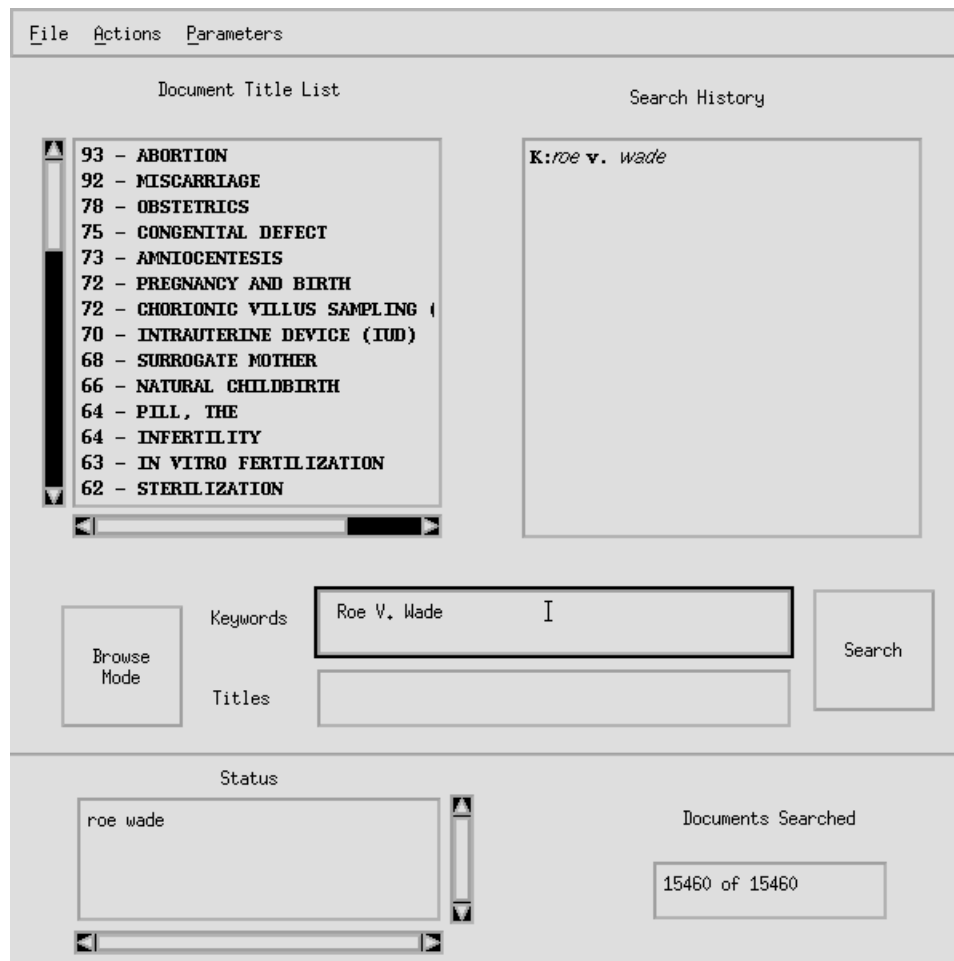 File Actions Parameters
Document Title List
Search History
93 - ABORTION
92 - MISCARRIAGE
78 - OBSTETRICS
75 - CONGENITAL DEFECT
73 - AMNIOCENTESIS
72 - PREGNANCY AND BIRTH
72 - CHORIONIC VILLUS SAMPLING (
70 - INTRAUTERINE DEVICE (IUD)
68 - SURROGATE MOTHER
66 - NATURAL CHILDBIRTH
64 - PILL, THE
64 - INFERTILITY
63 - IN VITRO FERTILIZATION
62 - STERILIZATION
K:roe v. wade
Keywords
Roe V. Wade
Browse
Mode
Search
Titles
Status
roe wade
Documents Searched
15460 of 15460